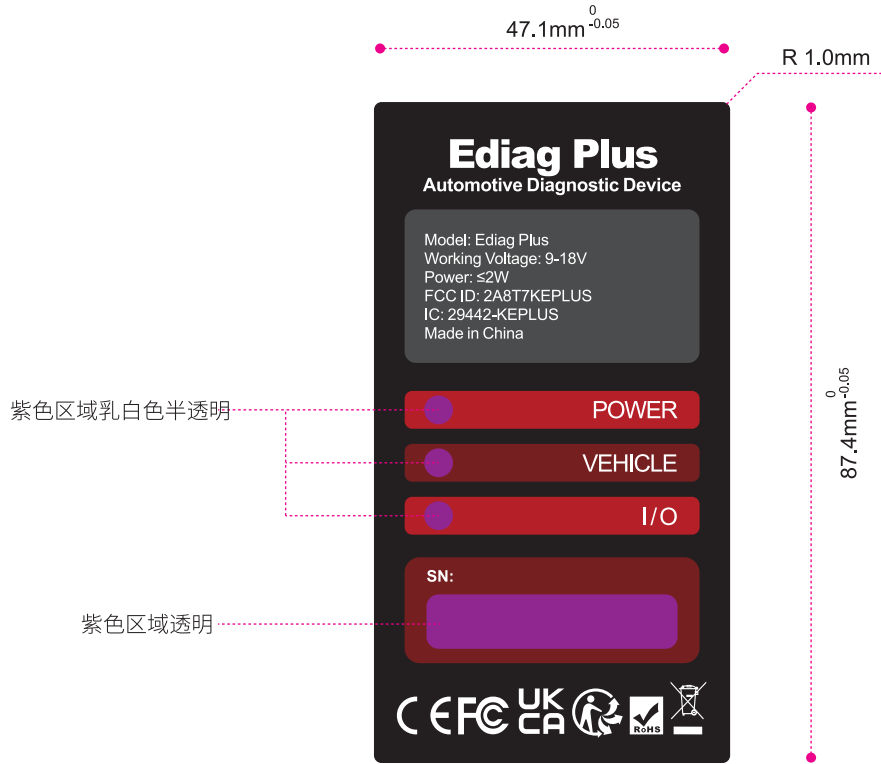 47.1mm 0 -0.05
R 1.0mm
Ediag Plus
Automotive Diagnostic Device
Model: Ediag Plus
Working Voltage: 9-18V
Power: ≤2W
FCC ID: 2A8T7KEPLUS
IC: 29442-KEPLUS
Made in China
87.4mm 0 -0.05
紫色区域乳白色半透明
POWER
VEHICLE
I/O
SN:
紫色区域透明
CE FC UK CA
RoHS